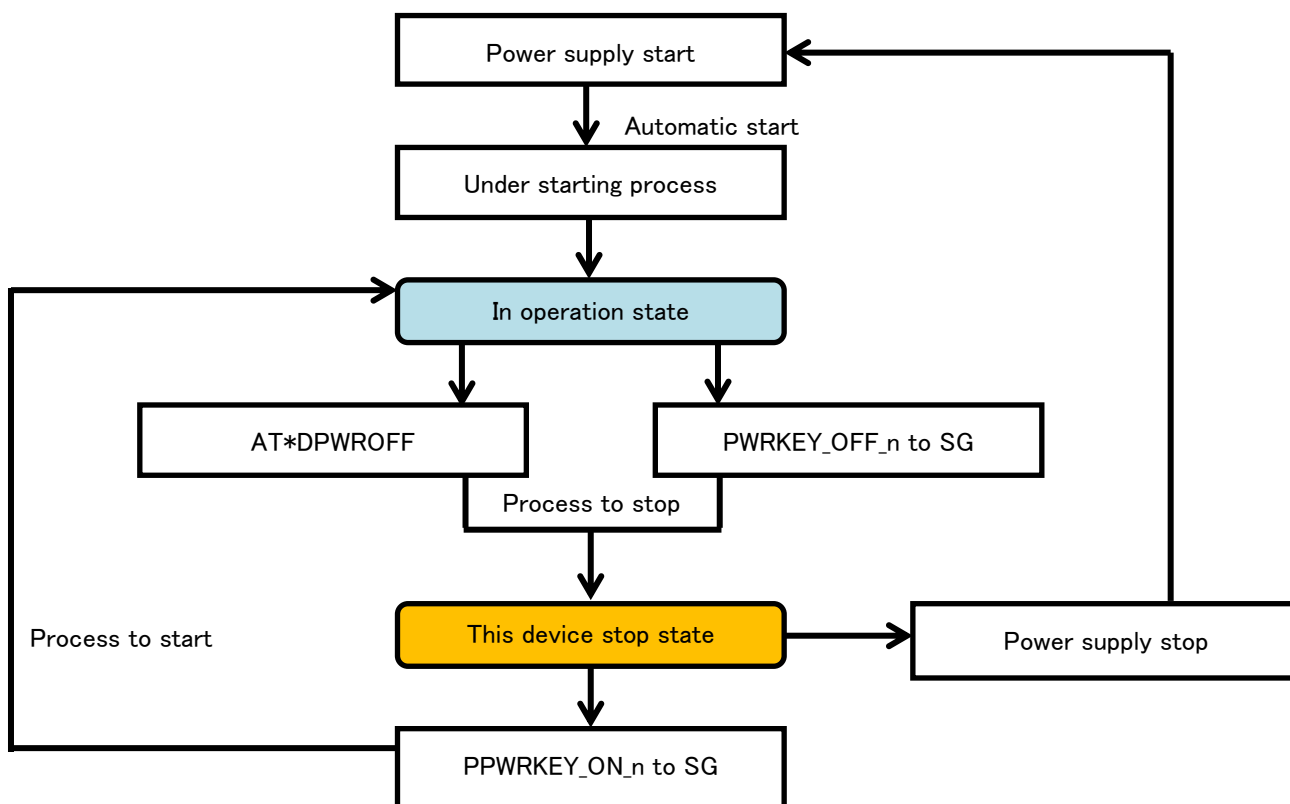 Power supply start
Automatic start
Under starting process
In operation state
AT*DPWROFF
PWRKEY_OFF_n to SG
Process to stop
This device stop state
Power supply stop
Process to start
PPWRKEY_ON_n to SG